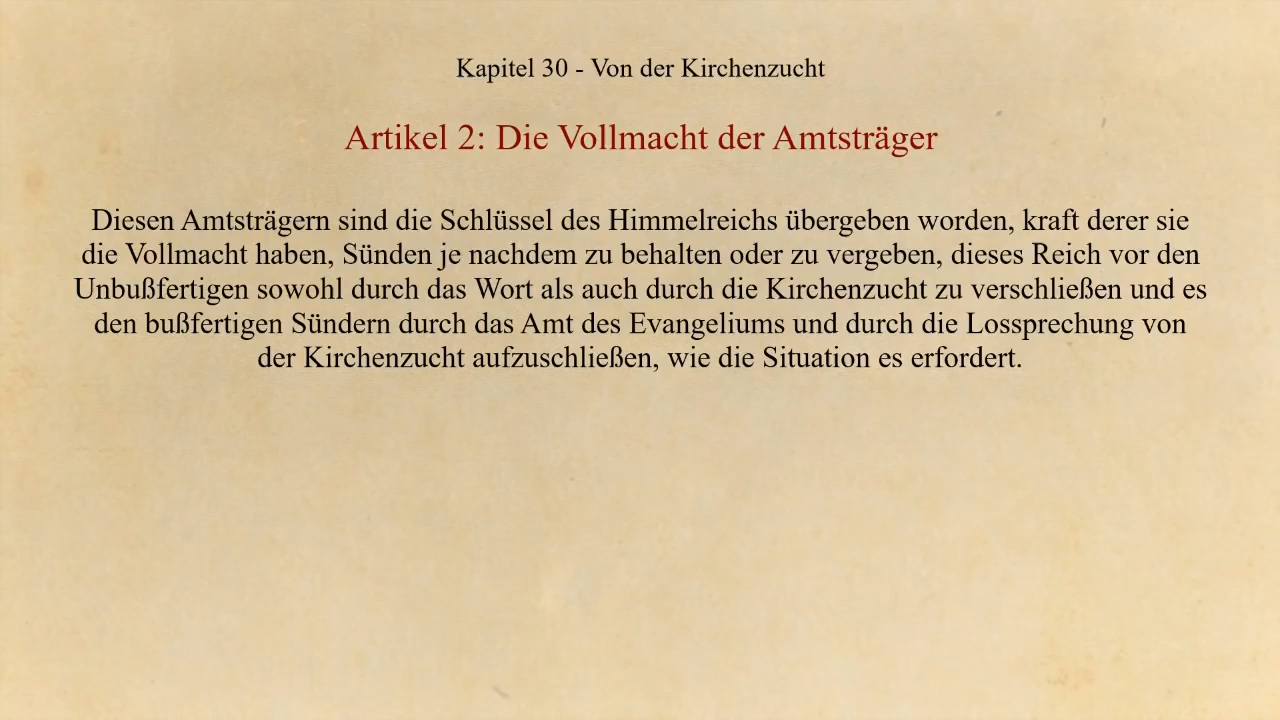 Kapitel 30 - Von der Kirchenzucht
Artikel 2: Die Vollmacht der Amtsträger
Diesen Amtsträgern sind die Schlüssel des Himmelreichs übergeben worden, kraft derer sie
die Vollmacht haben, Sünden je nachdem zu behalten oder zu vergeben, dieses Reich vor den
Unbußfertigen sowohl durch das Wort als auch durch die Kirchenzucht zu verschließen und es
den bußfertigen Sündern durch das Amt des Evangeliums und durch die Lossprechung von
der Kirchenzucht aufzuschließen, wie die Situation es erfordert.